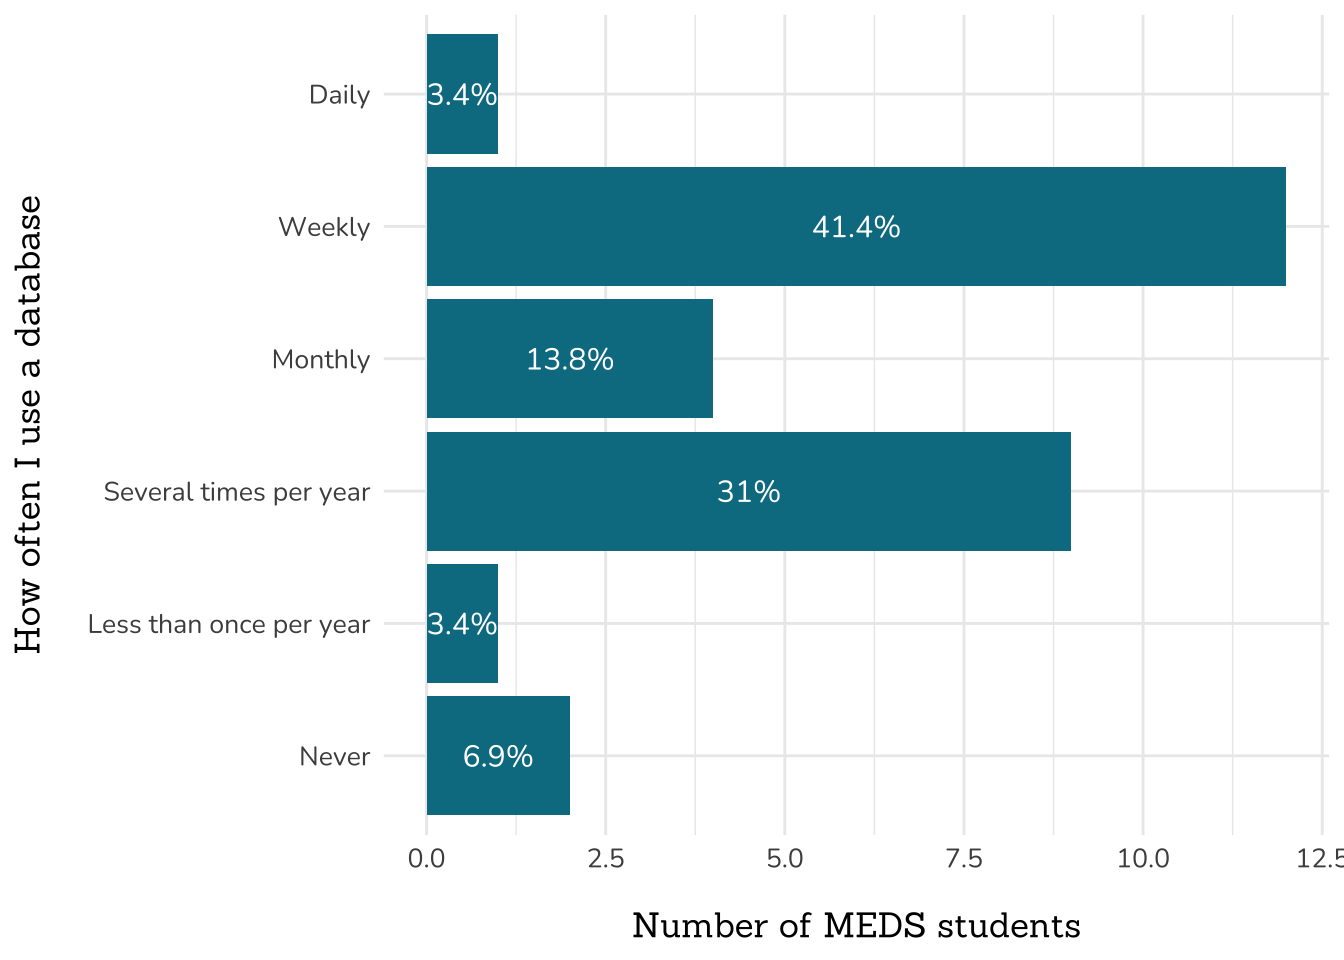 How often I use a database
Daily
3.4%
Weekly
41.4%
Monthly
13.8%
Several times per year
31%
Less than once per year
3.4%
Never
6.9%
0.0 2.5 5.0 7.5 10.0 12.5
Number of MEDS students